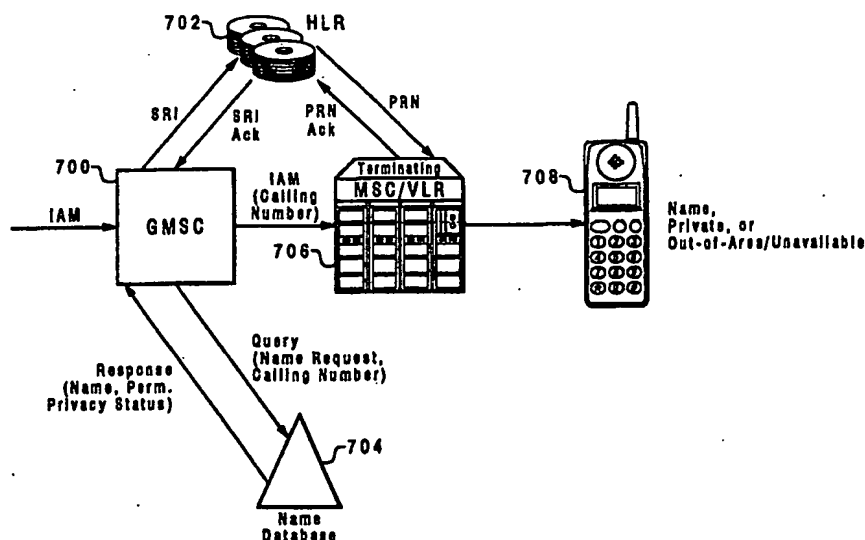 702
HLR
SRI
SRI
Ack
PRN
Ack
PRN
700
IAM
GMSC
IAM
(Calling
Number)
Terminating
MSC/VLR
706
708
Name,
Private, or
Out-of-Area/Unavailable
Response
(Name, Perm.
Privacy Status)
Query
(Name Request,
Calling Number)
704
Name
Database